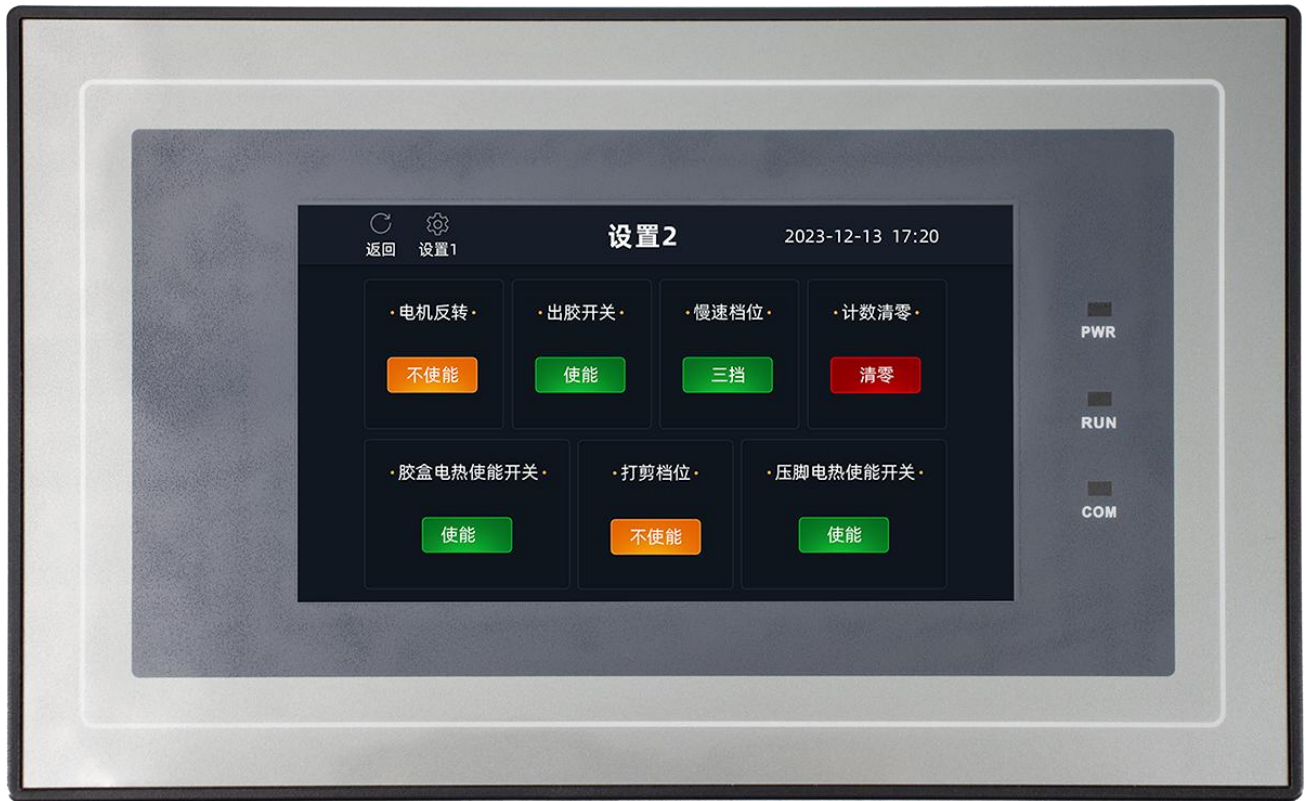 返回
设置1
设置2
2023-12-13 17:20
·电机反转·
·出胶开关·
·慢速档位·
·计数清零·
不使能
使能
三挡
清零
·胶盒电热使能开关·
·打剪档位·
·压脚电热使能开关·
使能
不使能
使能
PWR
RUN
COM